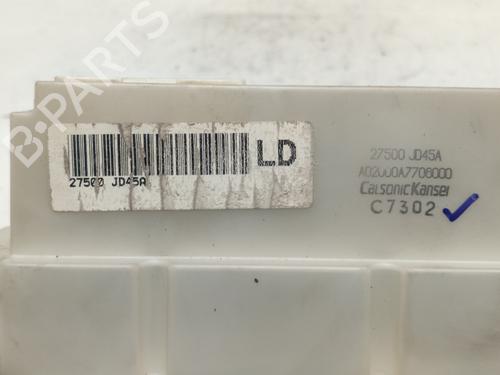 B-PARTS
27500 JD45A
LD
27500 JD45A
A02000A7706000
CalsonicKansei
C7302